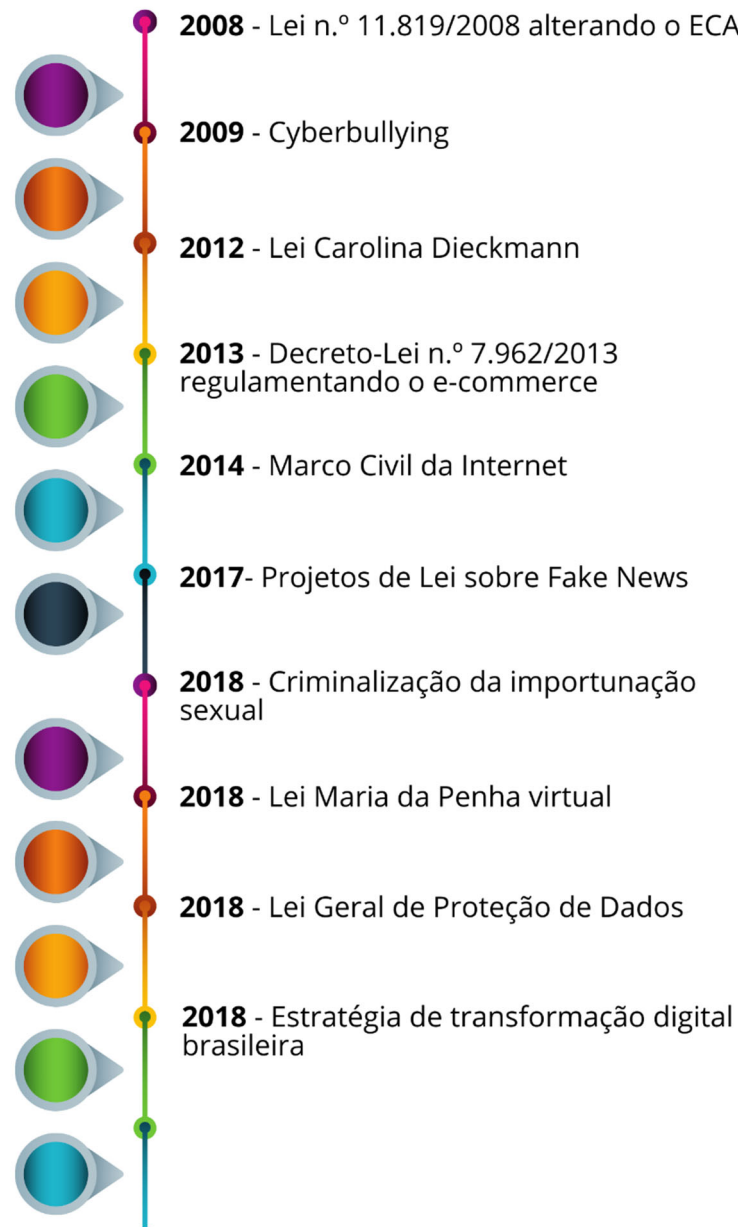 2008 - Lei n.º 11.819/2008 alterando o ECA
2009 - Cyberbullying
2012 - Lei Carolina Dieckmann
2013 - Decreto-Lei n.º 7.962/2013
regulamentando o e-commerce
2014 - Marco Civil da Internet
2017- Projetos de Lei sobre Fake News
2018 - Criminalização da importunação
sexual
2018 - Lei Maria da Penha virtual
2018 - Lei Geral de Proteção de Dados
2018 - Estratégia de transformação digital
brasileira